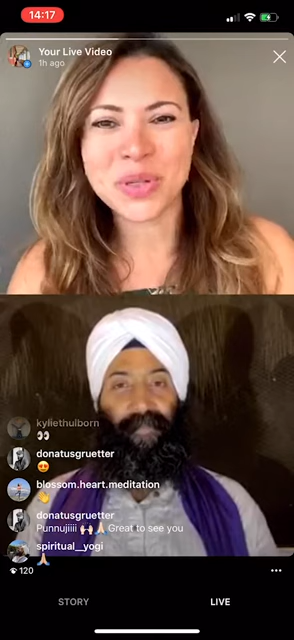 14:17
Your Live Video
1h ago
kyliethulborn
👀
donatusgruetter
😍
blossom.heart.meditation
👏
donatusgruetter
Punnujiiii 🙌🙏 Great to see you
spiritual__yogi
🙏
120
STORY
LIVE